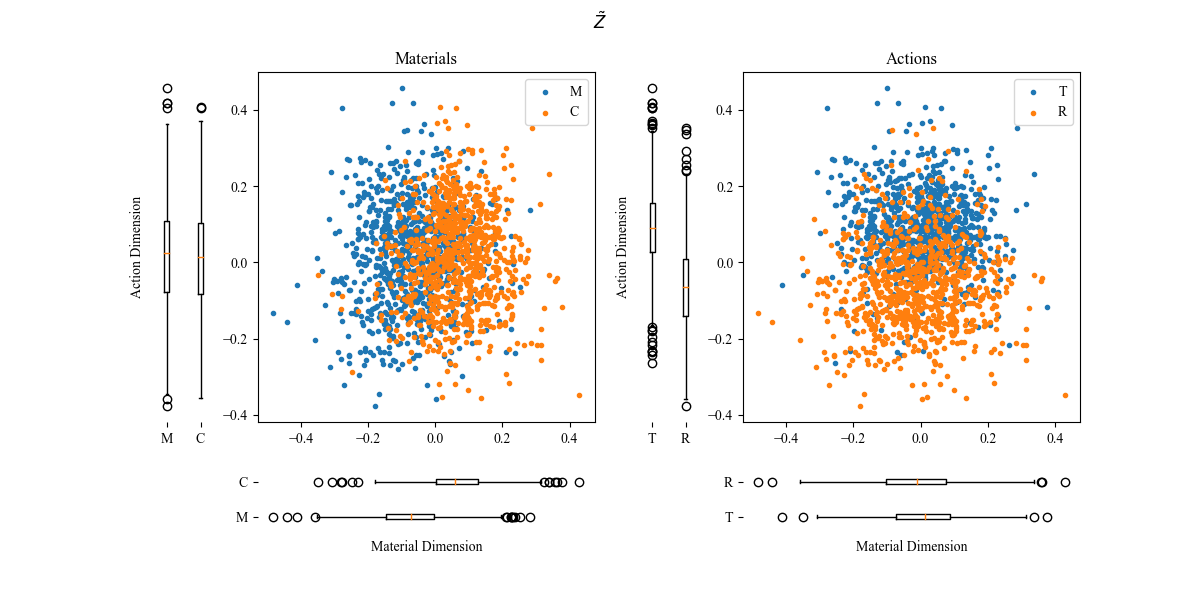 Z̃
Materials
Actions
M
C
T
R
Action Dimension
0.4
0.2
0.0
−0.2
−0.4
M C
−0.4 −0.2 0.0 0.2 0.4
Action Dimension
0.4
0.2
0.0
−0.2
−0.4
T R
−0.4 −0.2 0.0 0.2 0.4
C
M
Material Dimension
R
T
Material Dimension